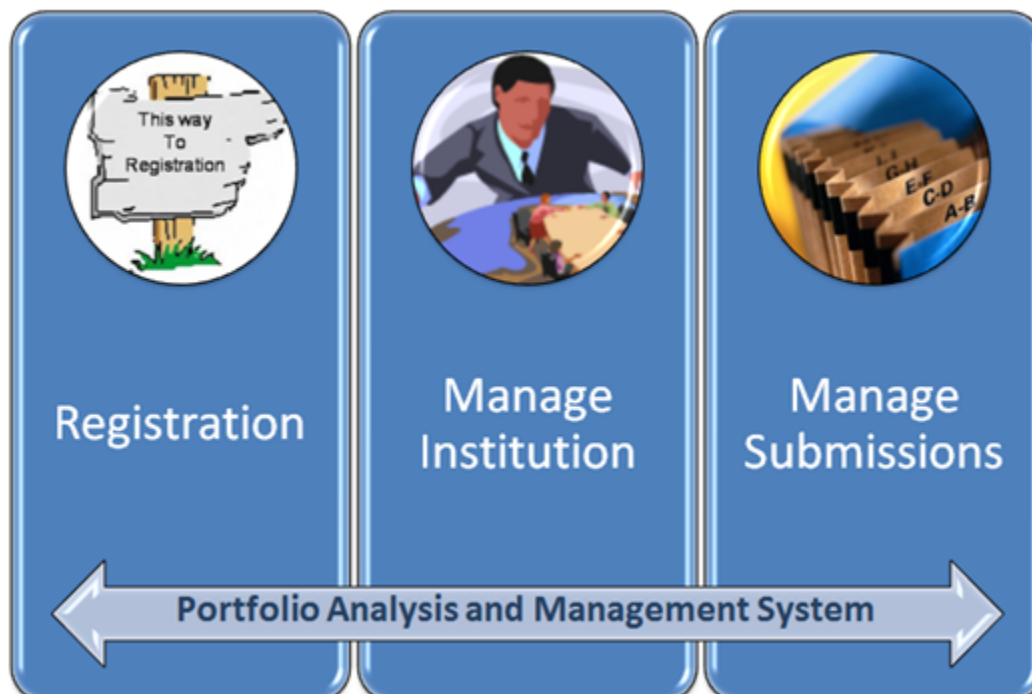 This way
To
Registration
G-H
E-F
C-D
A-B
Registration
Manage
Institution
Manage
Submissions
Portfolio Analysis and Management System